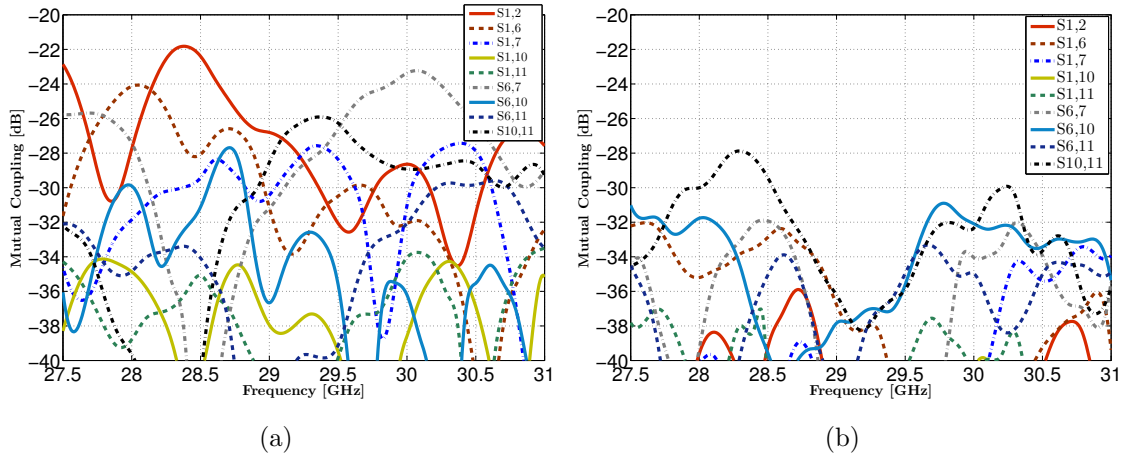 −20
−22
−24
−26
−28
−30
−32
−34
−36
−38
−40
Mutual Coupling [dB]
27.5 28 28.5 29 29.5 30 30.5 31
Frequency [GHz]
S1,2
S1,6
S1,7
S1,10
S1,11
S6,7
S6,10
S6,11
S10,11
(a)
−20
−22
−24
−26
−28
−30
−32
−34
−36
−38
−40
Mutual Coupling [dB]
27.5 28 28.5 29 29.5 30 30.5 31
Frequency [GHz]
S1,2
S1,6
S1,7
S1,10
S1,11
S6,7
S6,10
S6,11
S10,11
(b)